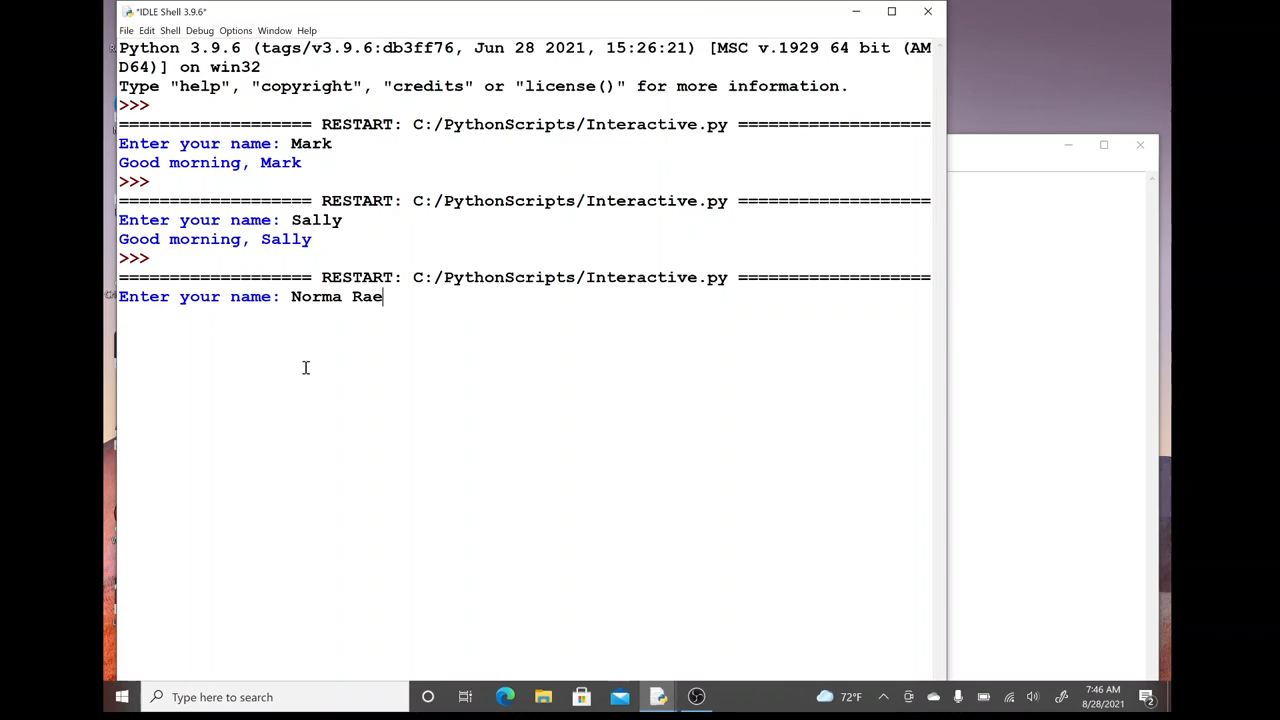 *IDLE Shell 3.9.6*
File Edit Shell Debug Options Window Help
Python 3.9.6 (tags/v3.9.6:db3ff76, Jun 28 2021, 15:26:21) [MSC v.1929 64 bit (AM
D64)] on win32
Type "help", "copyright", "credits" or "license()" for more information.
>>>
=================== RESTART: C:/PythonScripts/Interactive.py ===================
Enter your name: Mark
Good morning, Mark
>>>
=================== RESTART: C:/PythonScripts/Interactive.py ===================
Enter your name: Sally
Good morning, Sally
>>>
=================== RESTART: C:/PythonScripts/Interactive.py ===================
Enter your name: Norma Rae
Type here to search
72°F
7:46 AM
8/28/2021
2